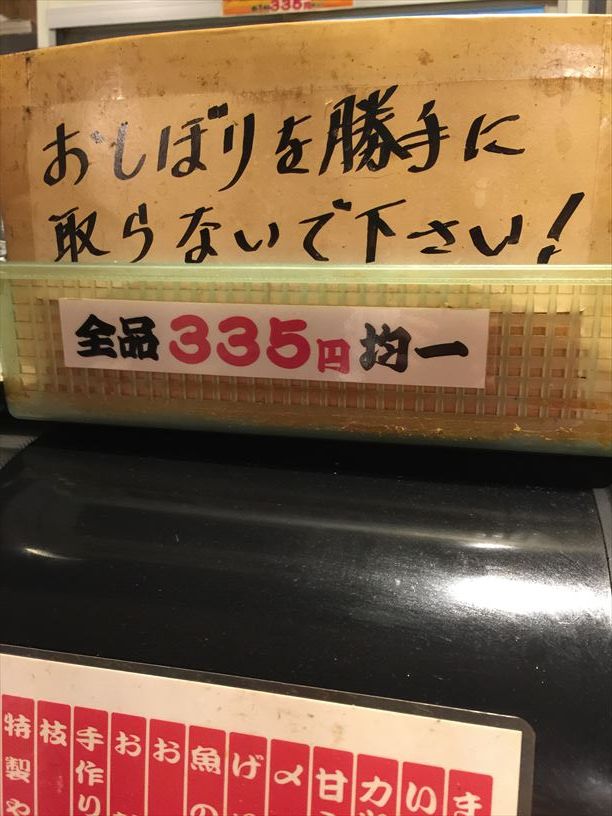 おしぼりを勝手に
取らないで下さい!
全品335円均一
ま
い
カ
甘
〆
げ
魚の
お
お
手作り
枝
特製や